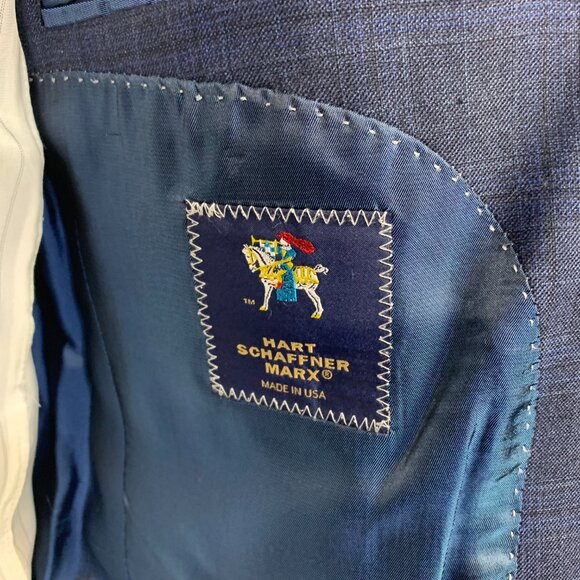 TM
HART
SCHAFFNER
MARX®
MADE IN USA